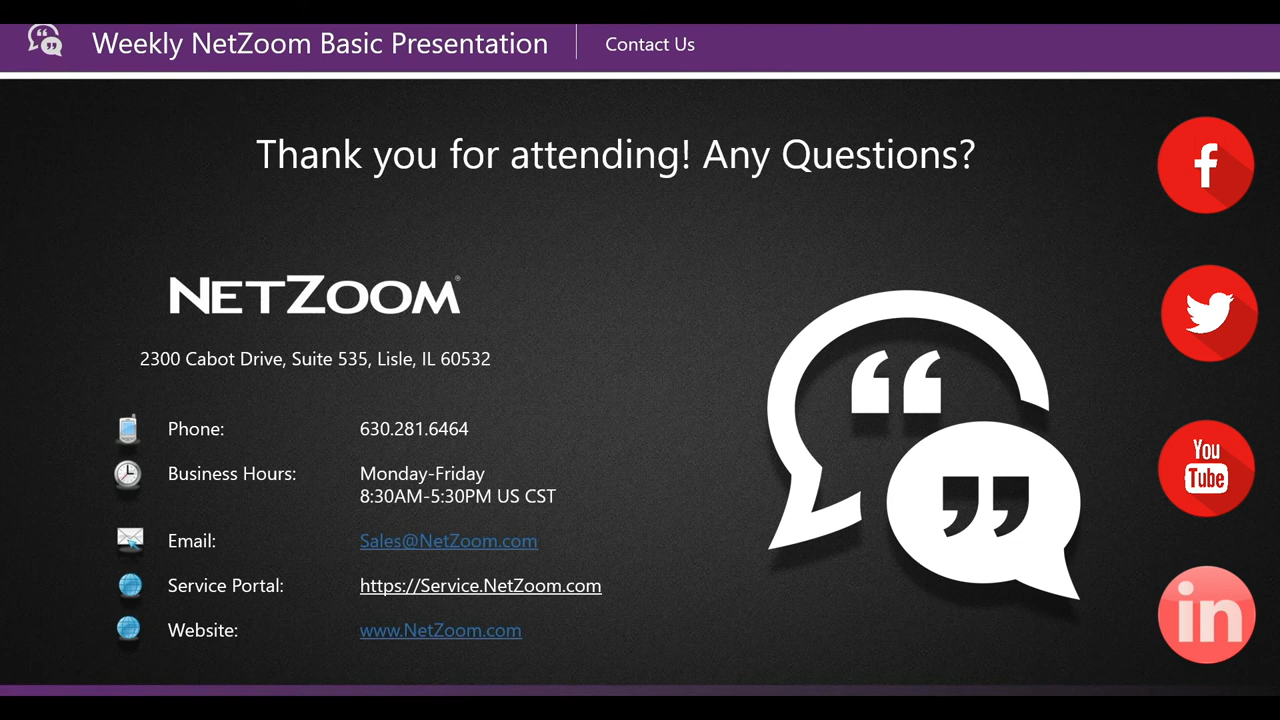 Weekly NetZoom Basic Presentation
Contact Us
Thank you for attending! Any Questions?
NETZOOM®
2300 Cabot Drive, Suite 535, Lisle, IL 60532
Phone: 630.281.6464
Business Hours: Monday-Friday
8:30AM-5:30PM US CST
Email: Sales@NetZoom.com
Service Portal: https://Service.NetZoom.com
Website: www.NetZoom.com
f
You
Tube
in